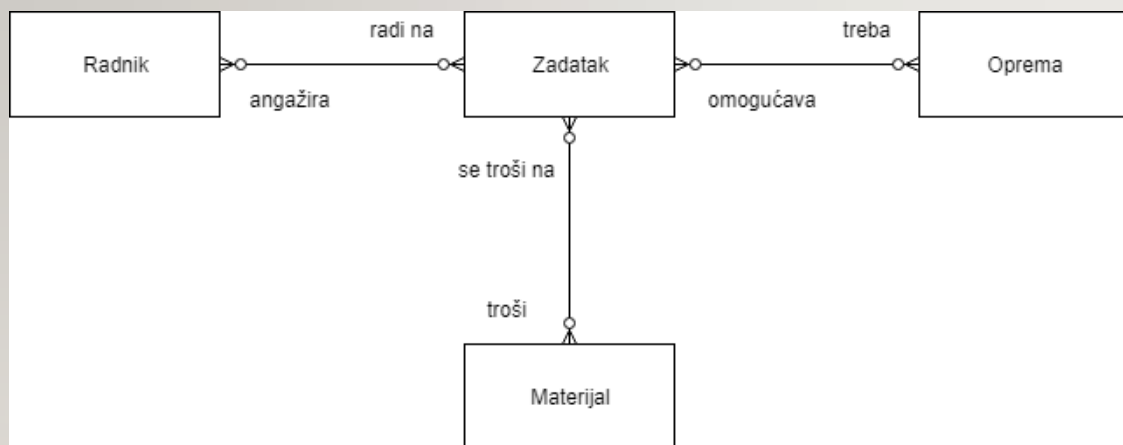 radi na
treba
Radnik
Zadatak
Oprema
angažira
omogućava
se troši na
troši
Materijal